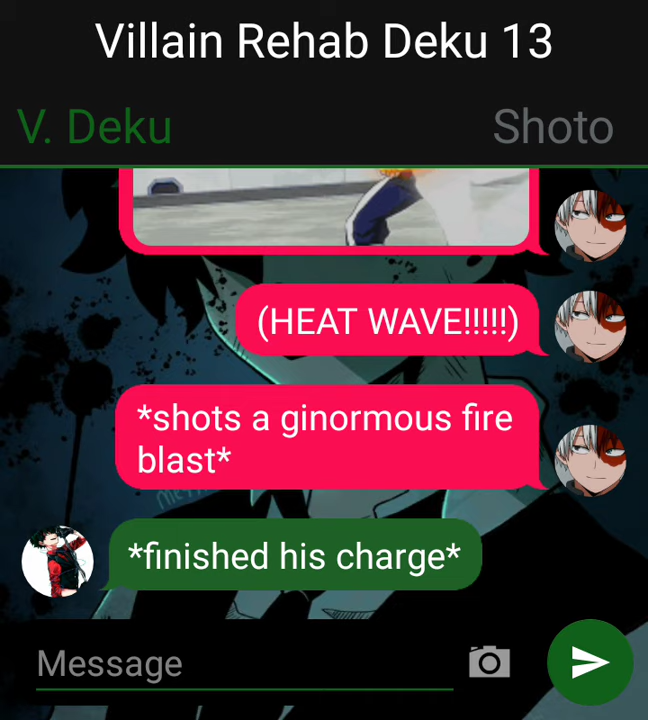 Villain Rehab Deku 13
V. Deku
Shoto
(HEAT WAVE!!!!!)
*shots a ginormous fire
blast*
*finished his charge*
Message